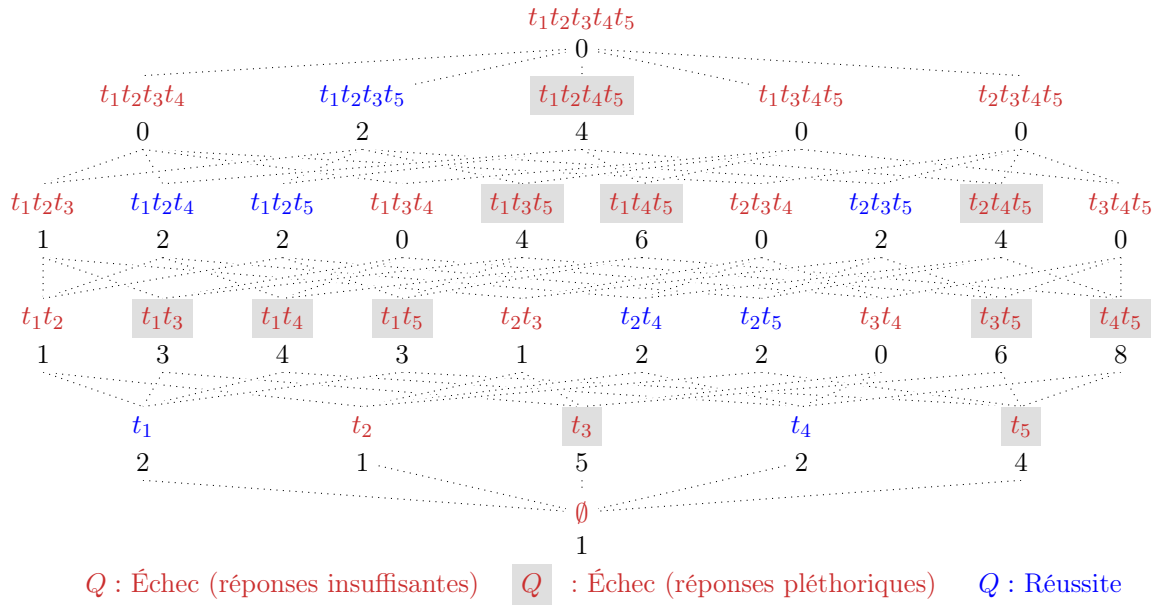 t₁t₂t₃t₄t₅
0
t₁t₂t₃t₄ t₁t₂t₃t₅ t₁t₂t₄t₅ t₁t₃t₄t₅ t₂t₃t₄t₅
0 2 4 0 0
t₁t₂t₃ t₁t₂t₄ t₁t₂t₅ t₁t₃t₄ t₁t₃t₅ t₁t₄t₅ t₂t₃t₄ t₂t₃t₅ t₂t₄t₅ t₃t₄t₅
1 2 2 0 4 6 0 2 4 0
t₁t₂ t₁t₃ t₁t₄ t₁t₅ t₂t₃ t₂t₄ t₂t₅ t₃t₄ t₃t₅ t₄t₅
1 3 4 3 1 2 2 0 6 8
t₁ t₂ t₃ t₄ t₅
2 1 5 2 4
∅
1
Q : Échec (réponses insuffisantes) Q : Échec (réponses pléthoriques) Q : Réussite